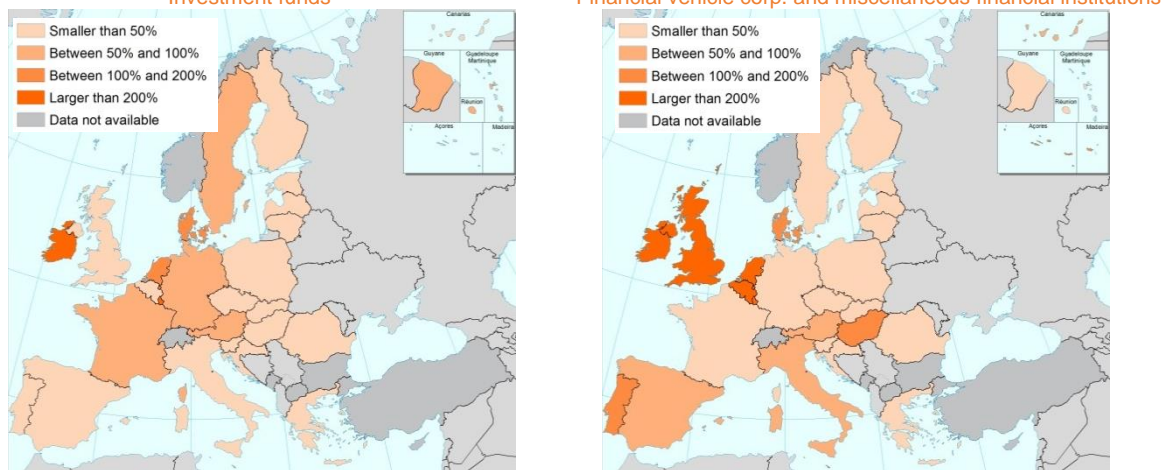 Investment funds
Smaller than 50%
Between 50% and 100%
Between 100% and 200%
Larger than 200%
Data not available
Canarias
Guyane
Guadeloupe
Martinique
Réunion
Açores
Madeira
Financial vehicle corp. and miscellaneous financial institutions
Smaller than 50%
Between 50% and 100%
Between 100% and 200%
Larger than 200%
Data not available
Canarias
Guyane
Guadeloupe
Martinique
Réunion
Açores
Madeira